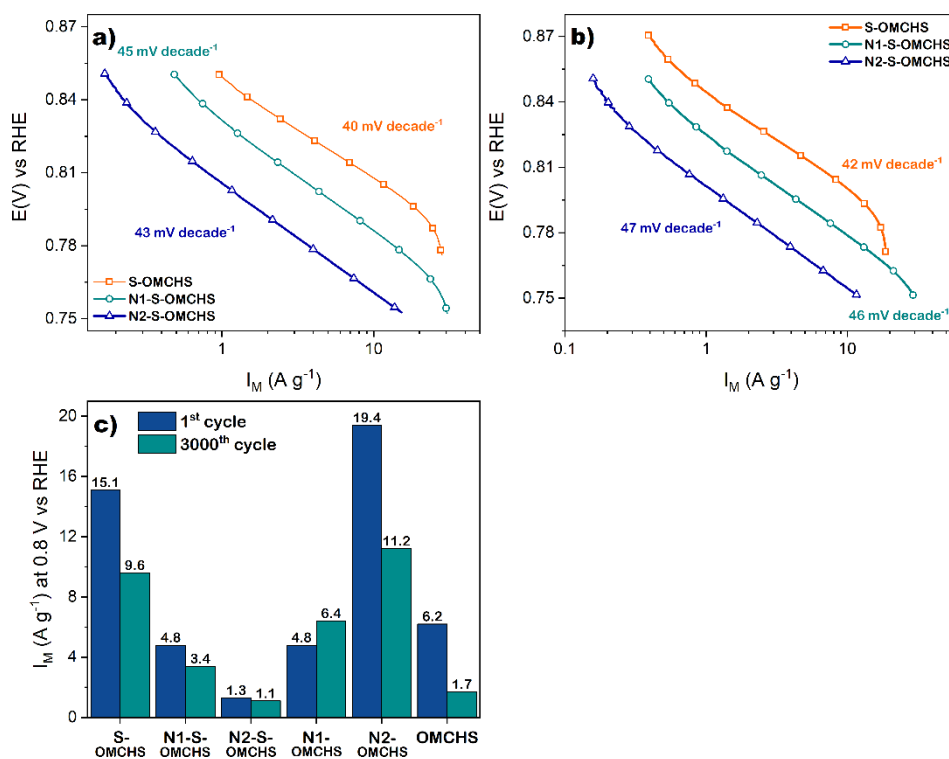 a)
0.87
0.84
0.81
0.78
0.75
E(V) vs RHE
45 mV decade⁻¹
40 mV decade⁻¹
43 mV decade⁻¹
S-OMCHS
N1-S-OMCHS
N2-S-OMCHS
1 10
I_M (A g⁻¹)
b)
0.87
0.84
0.81
0.78
0.75
E(V) vs RHE
S-OMCHS
N1-S-OMCHS
N2-S-OMCHS
42 mV decade⁻¹
47 mV decade⁻¹
46 mV decade⁻¹
0.1 1 10
I_M (A g⁻¹)
c)
1st cycle
3000th cycle
20
16
12
8
4
0
I_M (A g⁻¹) at 0.8 V vs RHE
15.1
9.6
4.8
3.4
1.3
1.1
4.8
6.4
19.4
11.2
6.2
1.7
S-
OMCHS
N1-S-
OMCHS
N2-S-
OMCHS
N1-
OMCHS
N2-
OMCHS
OMCHS